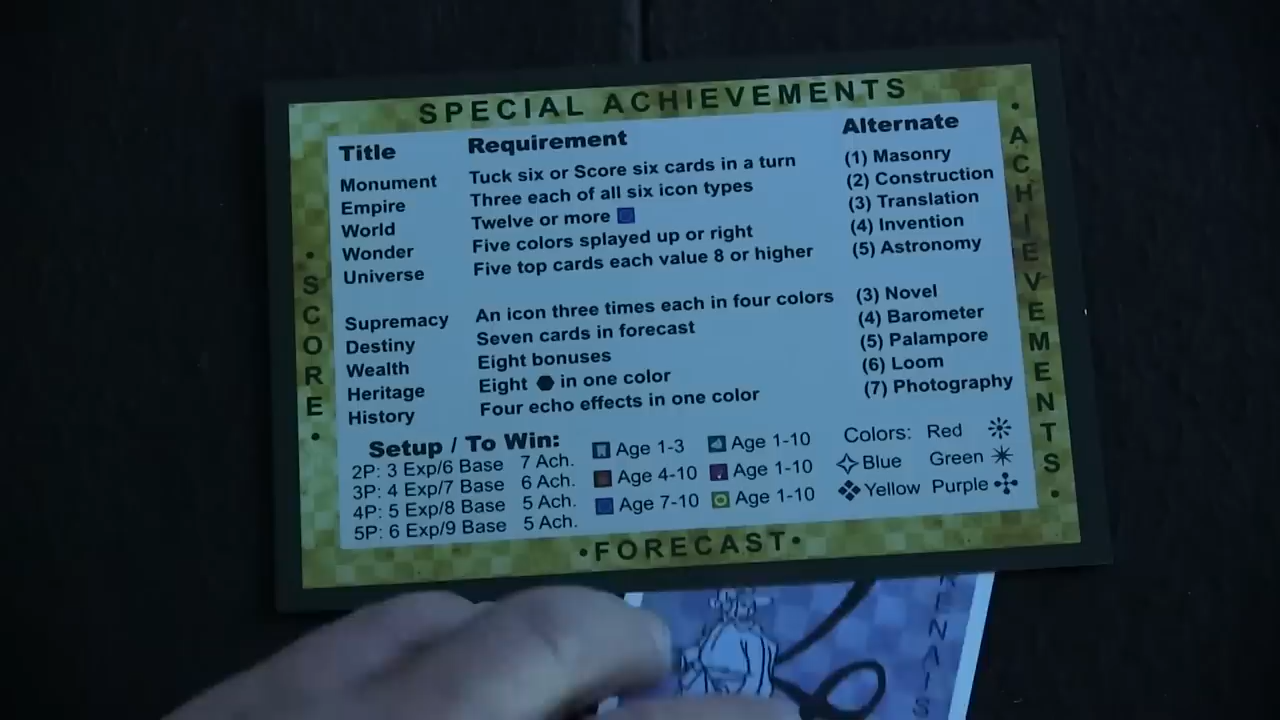 SPECIAL ACHIEVEMENTS
Title Requirement Alternate
Monument Tuck six or Score six cards in a turn (1) Masonry
Empire Three each of all six icon types (2) Construction
World Twelve or more (3) Translation
Wonder Five colors splayed up or right (4) Invention
Universe Five top cards each value 8 or higher (5) Astronomy
Supremacy An icon three times each in four colors (3) Novel
Destiny Seven cards in forecast (4) Barometer
Wealth Eight bonuses (5) Palampore
Heritage Eight in one color (6) Loom
History Four echo effects in one color (7) Photography
Setup / To Win:
2P: 3 Exp/6 Base 7 Ach.
3P: 4 Exp/7 Base 6 Ach.
4P: 5 Exp/8 Base 5 Ach.
5P: 6 Exp/9 Base 5 Ach.
Age 1-3 Age 1-10
Age 4-10 Age 1-10
Age 7-10 Age 1-10
Colors: Red
Blue Green
Yellow Purple
•SCORE•
•ACHIEVEMENTS•
•FORECAST•